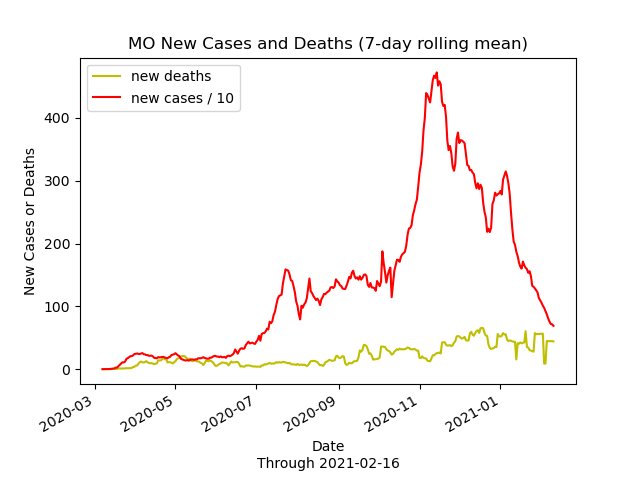 MO New Cases and Deaths (7-day rolling mean)
new deaths
new cases / 10
New Cases or Deaths
400
300
200
100
0
2020-03
2020-05
2020-07
2020-09
2020-11
2021-01
Date
Through 2021-02-16